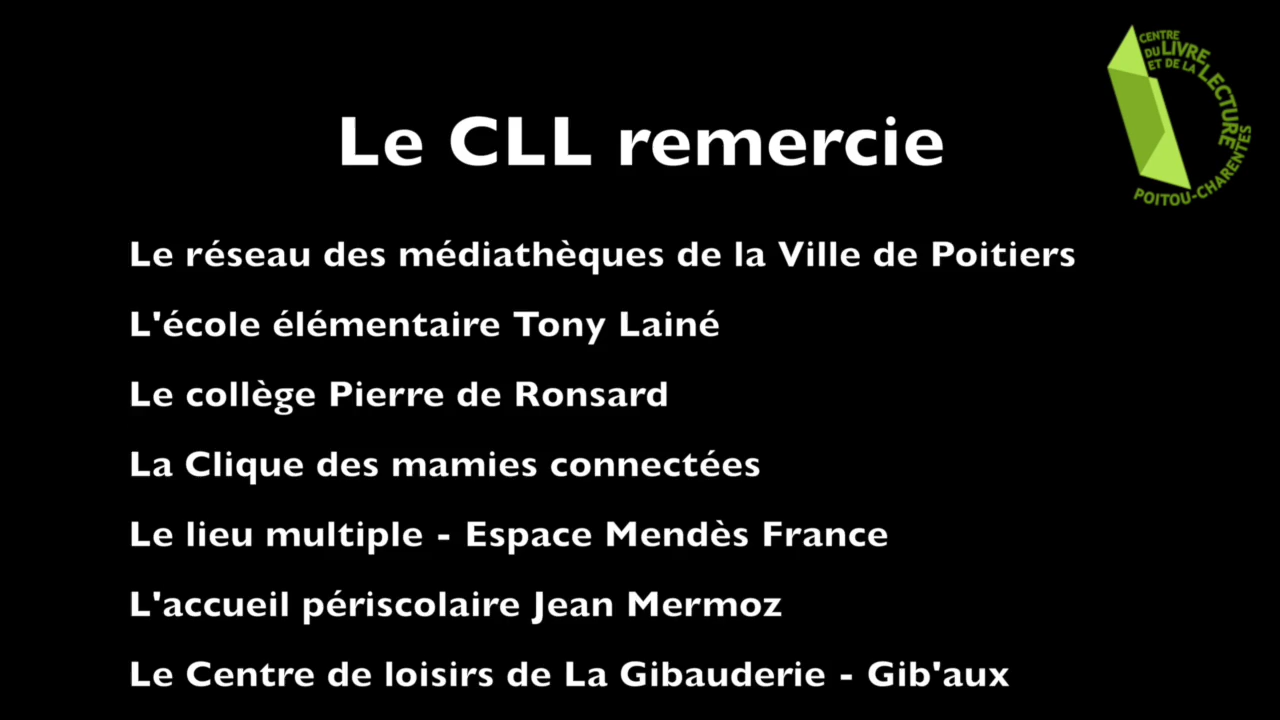 CENTRE
DU LIVRE
ET DE LA
LECTURE
POITOU-CHARENTES
Le CLL remercie
Le réseau des médiathèques de la Ville de Poitiers
L'école élémentaire Tony Lainé
Le collège Pierre de Ronsard
La Clique des mamies connectées
Le lieu multiple - Espace Mendès France
L'accueil périscolaire Jean Mermoz
Le Centre de loisirs de La Gibauderie - Gib'aux